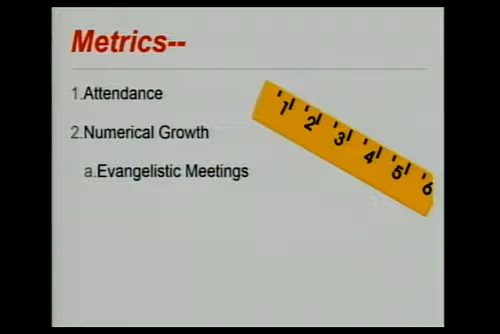 Metrics--
1.Attendance
2.Numerical Growth
a.Evangelistic Meetings
1 2 3 4 5 6